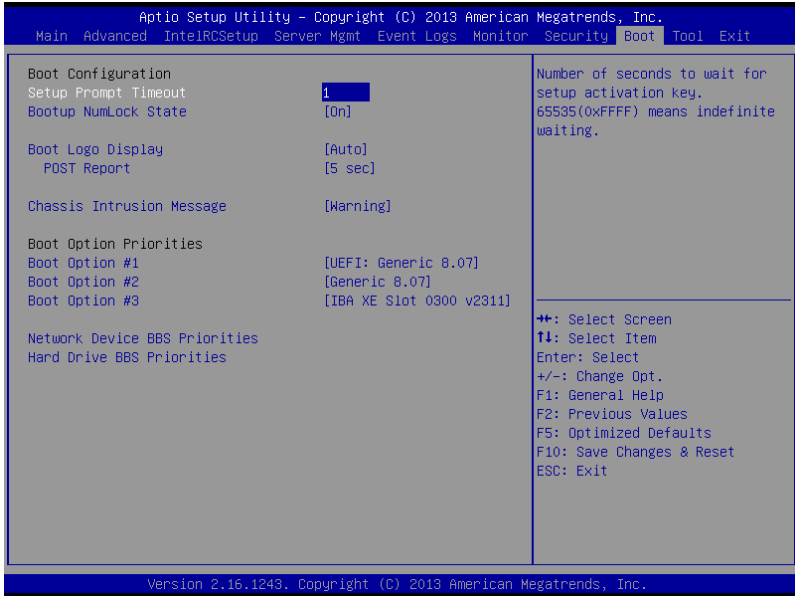 Aptio Setup Utility – Copyright (C) 2013 American Megatrends, Inc.
Main Advanced IntelRCSetup Server Mgmt Event Logs Monitor Security Boot Tool Exit
Boot Configuration
Setup Prompt Timeout 1
Bootup NumLock State [On]
Boot Logo Display [Auto]
POST Report [5 sec]
Chassis Intrusion Message [Warning]
Boot Option Priorities
Boot Option #1 [UEFI: Generic 8.07]
Boot Option #2 [Generic 8.07]
Boot Option #3 [IBA XE Slot 0300 v2311]
Network Device BBS Priorities
Hard Drive BBS Priorities
Number of seconds to wait for
setup activation key.
65535(0xFFFF) means indefinite
waiting.
→←: Select Screen
↑↓: Select Item
Enter: Select
+/-: Change Opt.
F1: General Help
F2: Previous Values
F5: Optimized Defaults
F10: Save Changes & Reset
ESC: Exit
Version 2.16.1243. Copyright (C) 2013 American Megatrends, Inc.